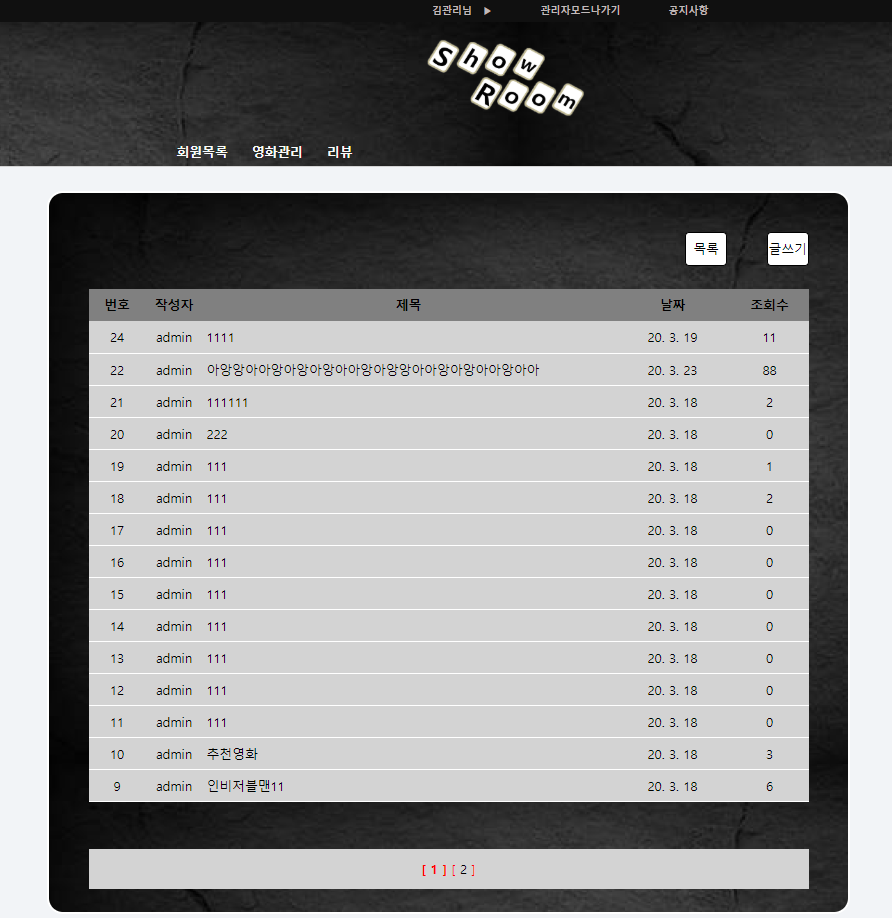 김관리님 ▶ 관리자모드나가기 공지사항
Show
Room
회원목록 영화관리 리뷰
목록 글쓰기
번호 작성자 제목 날짜 조회수
24 admin 1111 20. 3. 19 11
22 admin 아앙앙아아앙아앙아앙아아앙아앙앙아아앙아앙아아앙아아 20. 3. 23 88
21 admin 111111 20. 3. 18 2
20 admin 222 20. 3. 18 0
19 admin 111 20. 3. 18 1
18 admin 111 20. 3. 18 2
17 admin 111 20. 3. 18 0
16 admin 111 20. 3. 18 0
15 admin 111 20. 3. 18 0
14 admin 111 20. 3. 18 0
13 admin 111 20. 3. 18 0
12 admin 111 20. 3. 18 0
11 admin 111 20. 3. 18 0
10 admin 추천영화 20. 3. 18 3
9 admin 인비저블맨11 20. 3. 18 6
[ 1 ] [ 2 ]